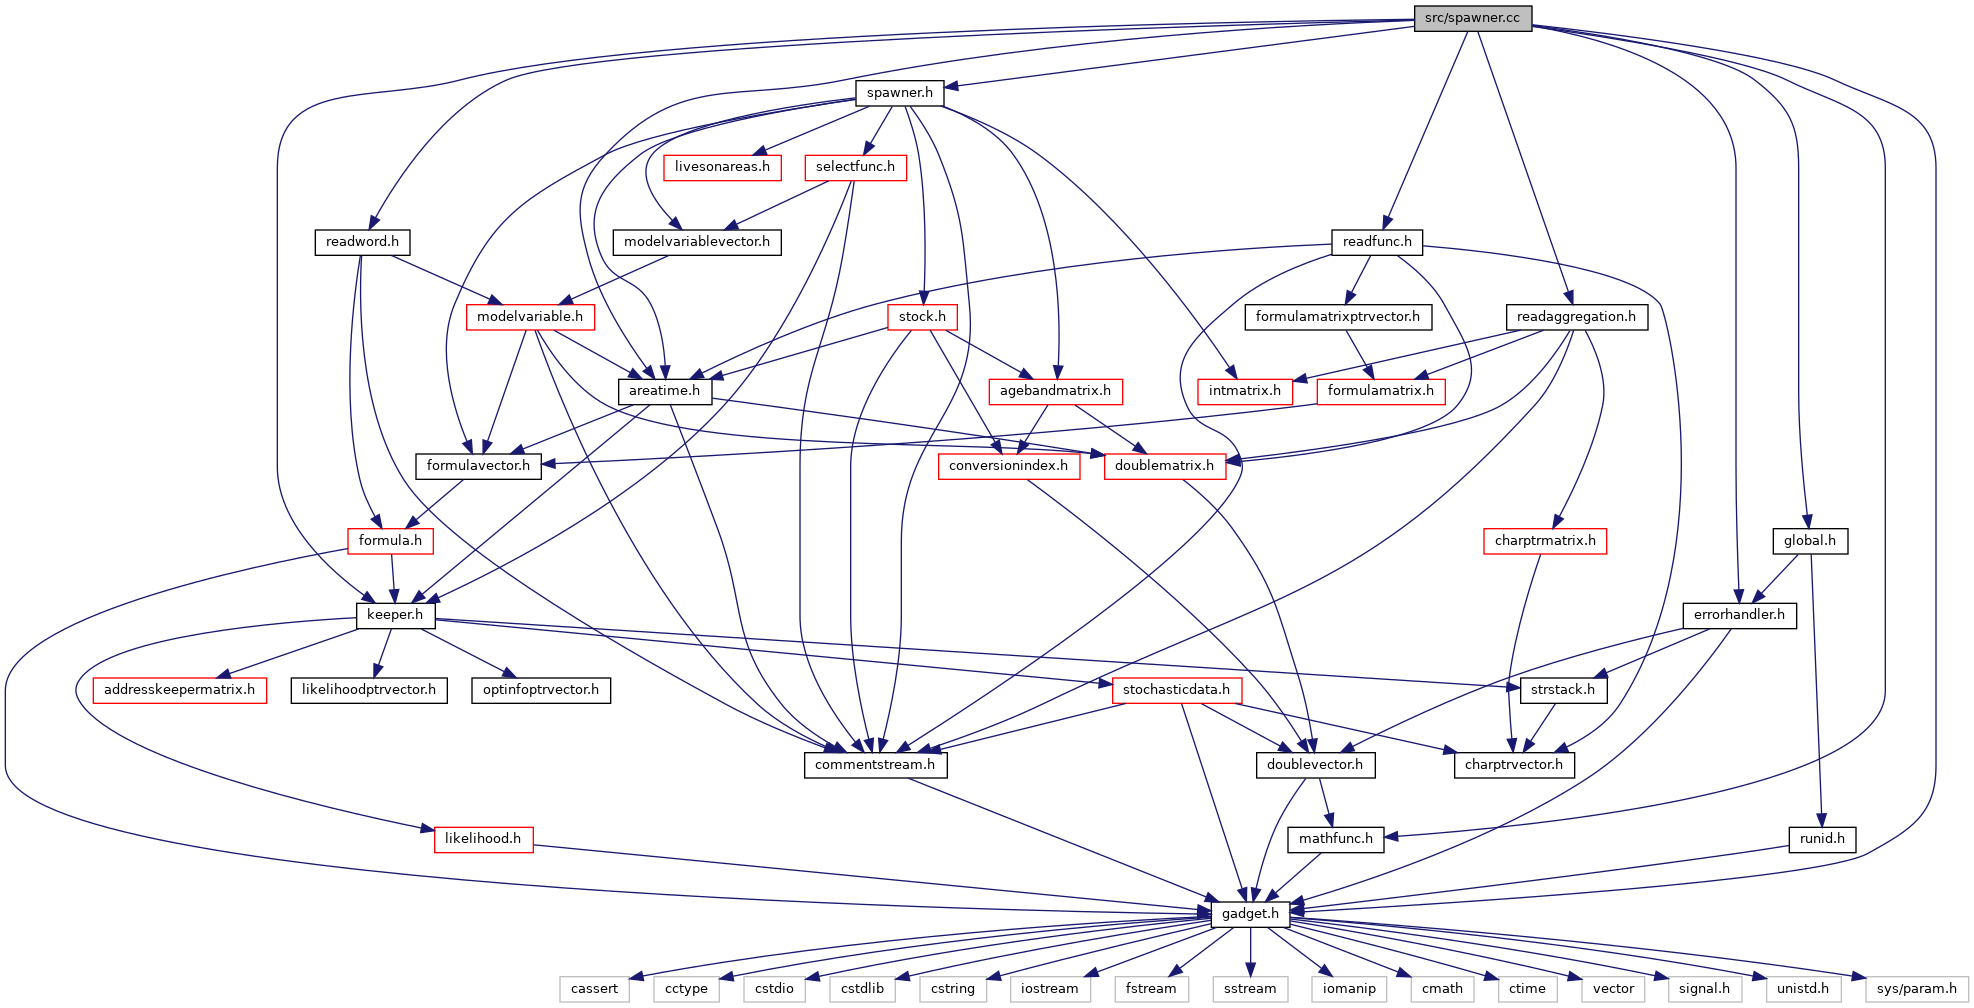 src/spawner.cc
spawner.h
livesonareas.h
selectfunc.h
readword.h
modelvariablevector.h
readfunc.h
modelvariable.h
stock.h
formulamatrixptrvector.h
readaggregation.h
areatime.h
agebandmatrix.h
intmatrix.h
formulamatrix.h
formulavector.h
conversionindex.h
doublematrix.h
formula.h
charptrmatrix.h
global.h
keeper.h
errorhandler.h
addresskeepermatrix.h
likelihoodptrvector.h
optinfoptrvector.h
stochasticdata.h
strstack.h
commentstream.h
doublevector.h
charptrvector.h
likelihood.h
mathfunc.h
runid.h
gadget.h
cassert
cctype
cstdio
cstdlib
cstring
iostream
fstream
sstream
iomanip
cmath
ctime
vector
signal.h
unistd.h
sys/param.h